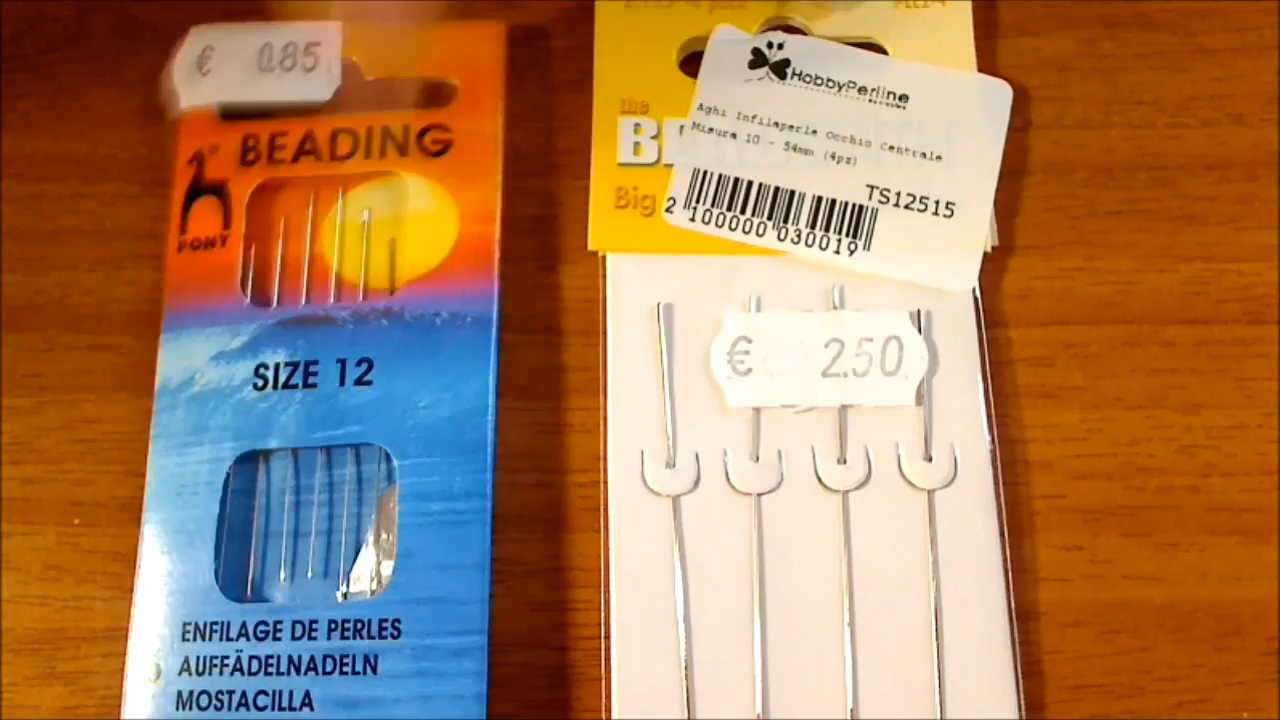 € 0.85
BEADING
PONY
SIZE 12
ENFILAGE DE PERLES
AUFFÄDELNADELN
MOSTACILLA
the
Big
HobbyPerline
Aghi Infilaperle Occhio Centrale
Misura 10 - 54mm (4pz)
TS12515
2 100000 030019
€ 2.50